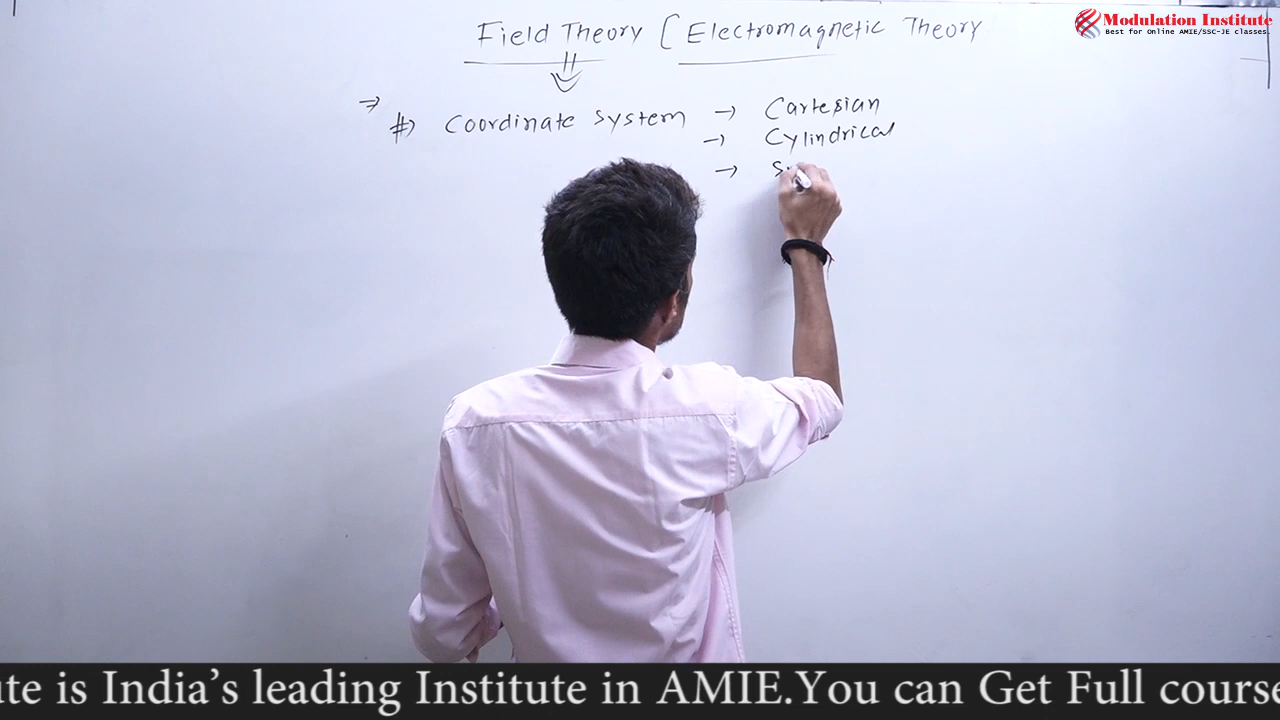 Field Theory [ Electromagnetic Theory
Modulation Institute
Best for Online AMIE/SSC-JE classes.
⇒ #) Coordinate System → Cartesian
→ Cylindrical
→ S
ute is India's leading Institute in AMIE.You can Get Full course